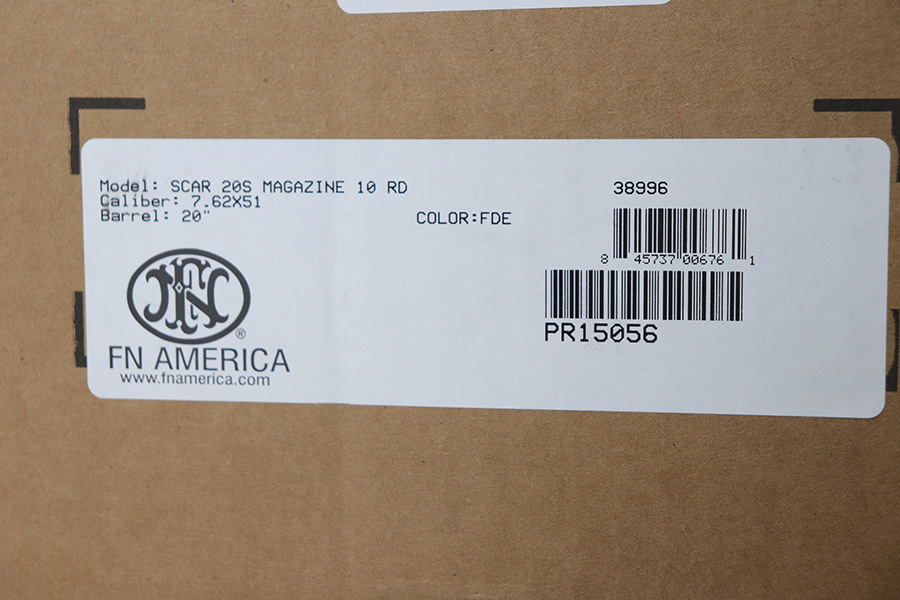 Model: SCAR 20S MAGAZINE 10 RD
Caliber: 7.62X51
Barrel: 20"
COLOR:FDE
38996
8 45737 00676 1
PR15056
FN
®
FN AMERICA
www.fnamerica.com